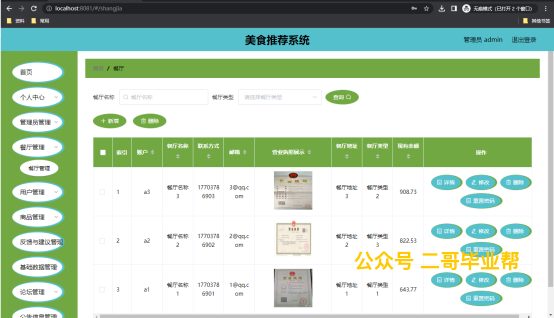 localhost:8081/#/shangjia
无痕模式（已打开 2 个窗口）
资料 常用
美食推荐系统
管理员 admin 退出登录
首页
个人中心
管理员管理
餐厅管理
餐厅管理
用户管理
商品管理
反馈与建议管理
基础数据管理
论坛管理
公告信息管理
/ 餐厅
餐厅名称 餐厅名称 餐厅类型 请选择餐厅类型 查询
+ 新增 删除
索引 账户 餐厅名称 联系方式 邮箱 营业执照展示 餐厅地址 餐厅类型 现有余额 操作
1 a3 餐厅名称3 17703786903 3@qq.com 餐厅地址3 餐厅类型2 908.73 详情 修改 删除 重置密码
2 a2 餐厅名称2 17703786902 2@qq.com 餐厅地址2 餐厅类型3 822.53 详情 修改 删除 重置密码
3 a1 餐厅名称1 17703786901 1@qq.com 餐厅地址1 餐厅类型1 643.77 详情 修改 删除 重置密码
公众号 二哥毕业帮